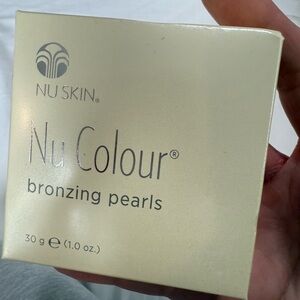 NU SKIN®
Nu Colour®
bronzing pearls
30 g ℮ (1.0 oz.)